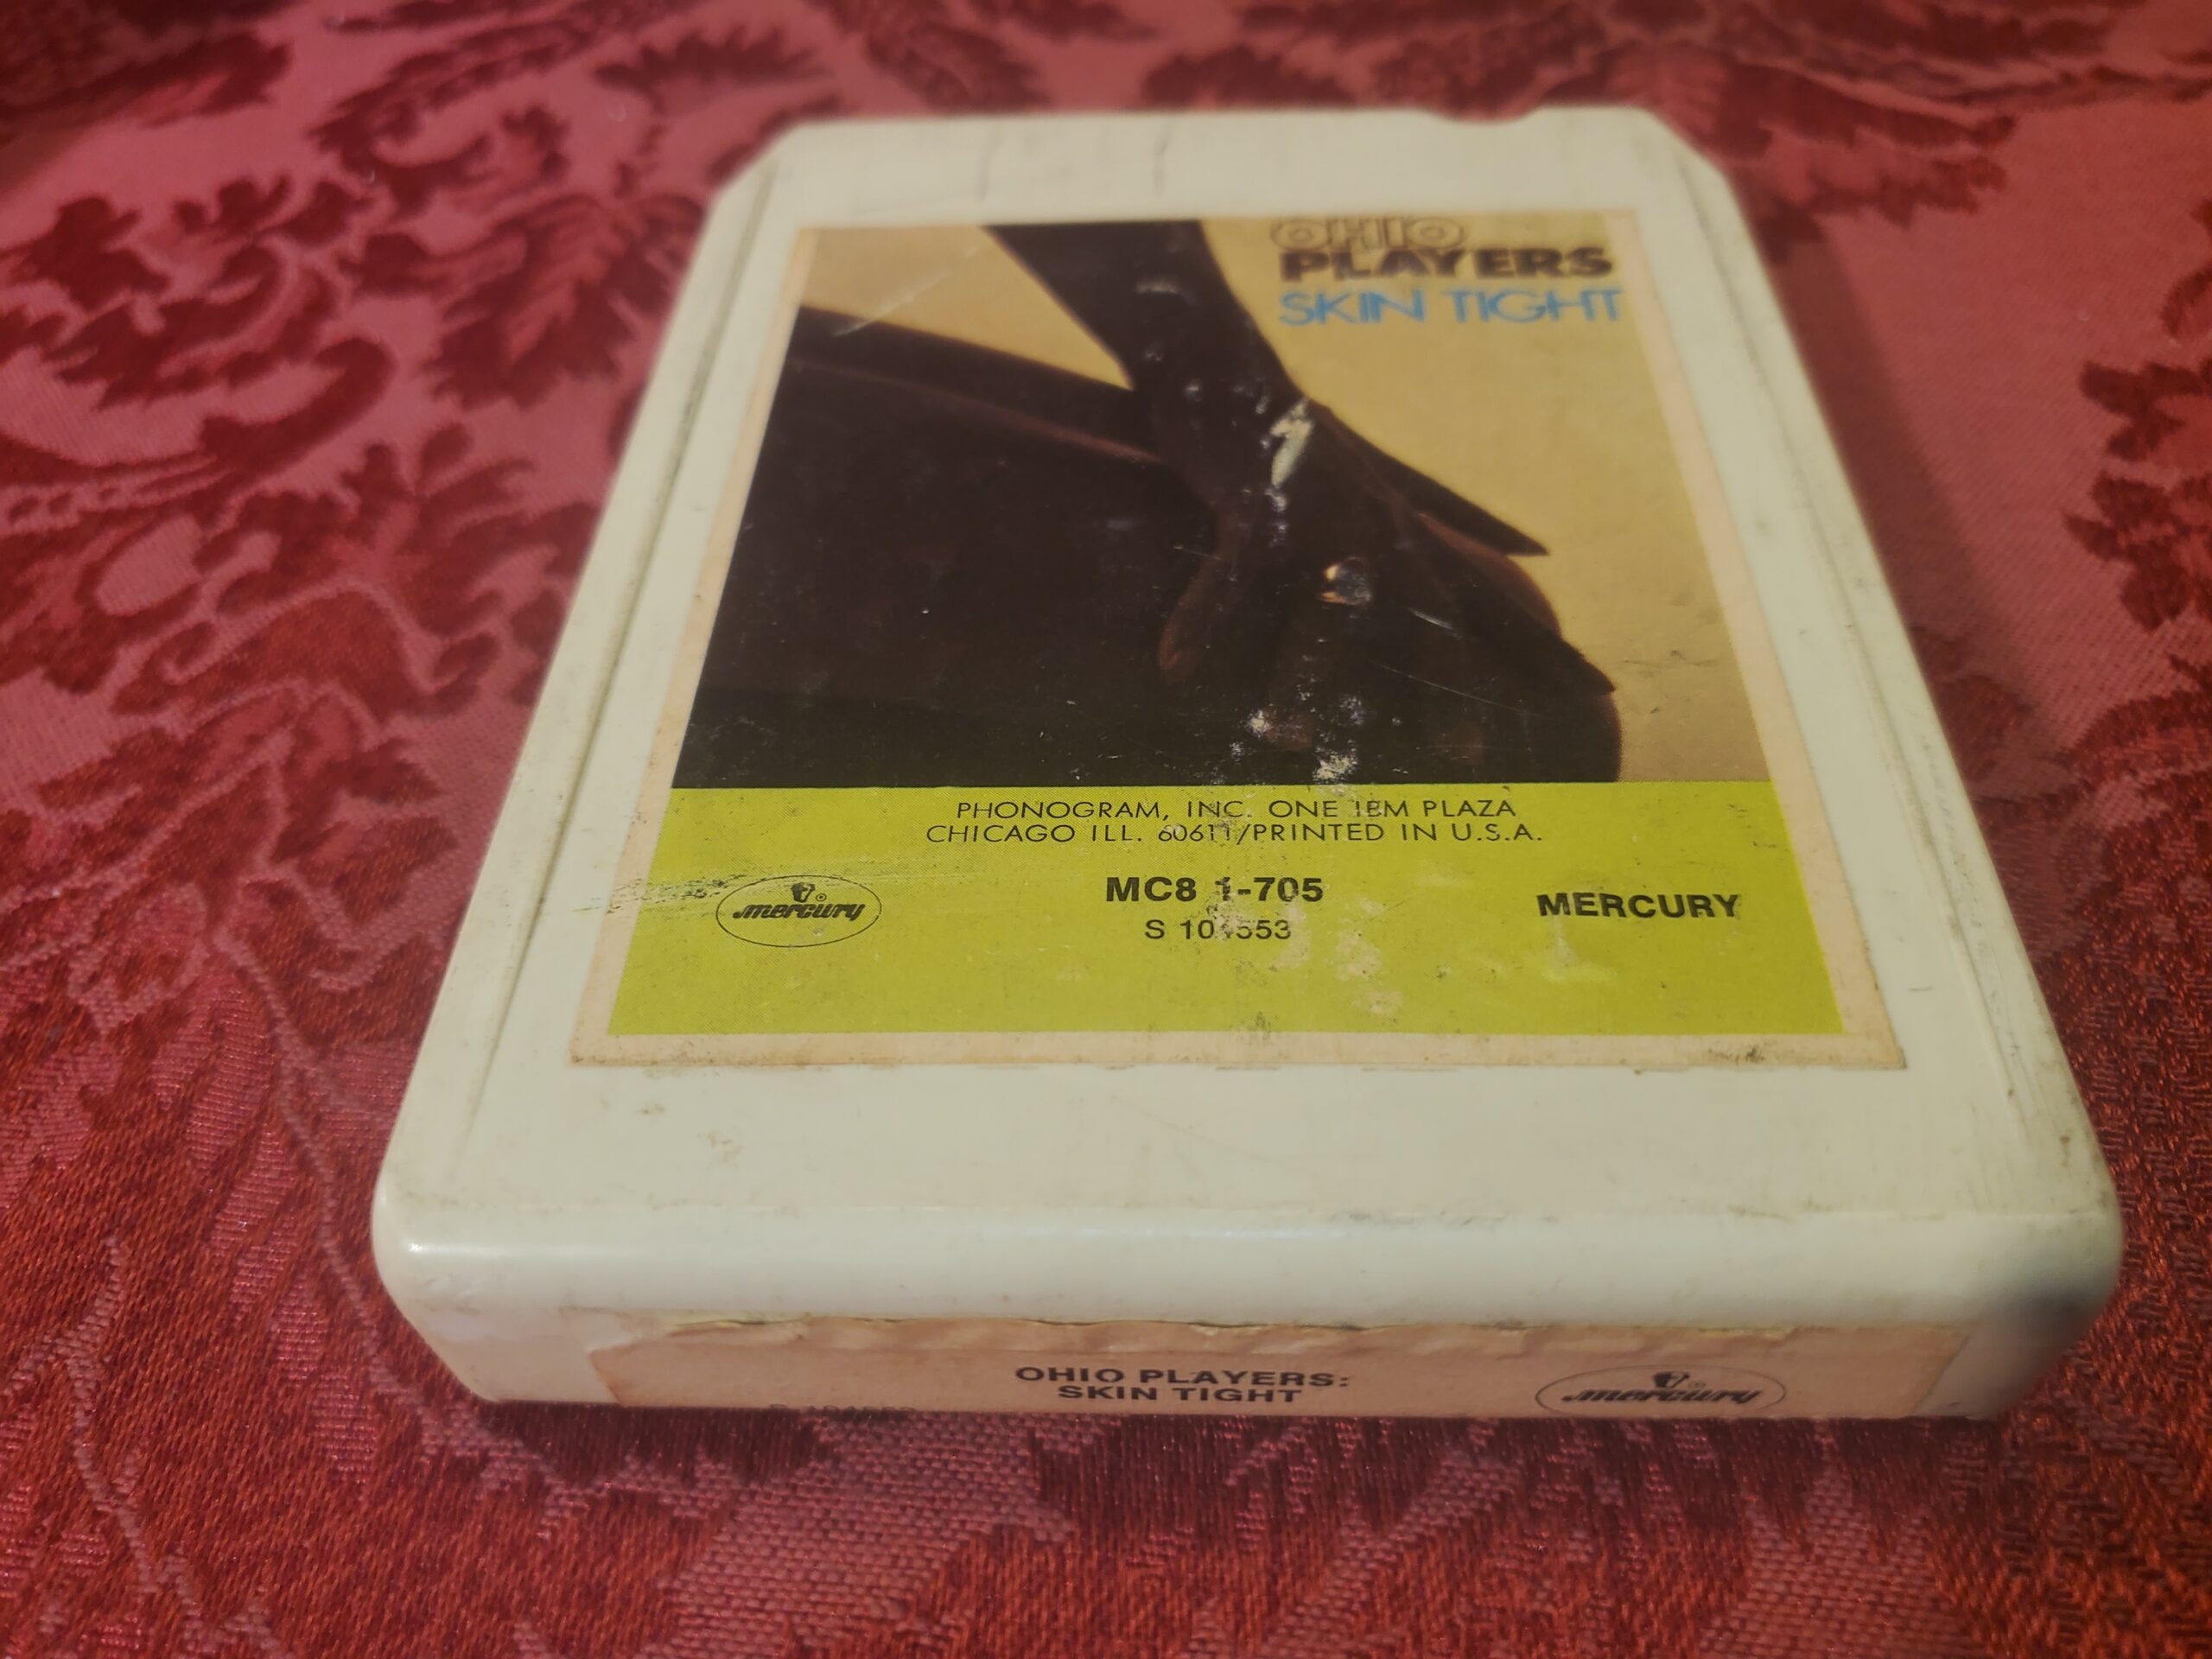 OHIO
PLAYERS
SKIN TIGHT
PHONOGRAM, INC. ONE IBM PLAZA
CHICAGO ILL. 60611/PRINTED IN U.S.A.
mercury
MC8 1-705
S 104553
MERCURY
OHIO PLAYERS:
SKIN TIGHT
mercury